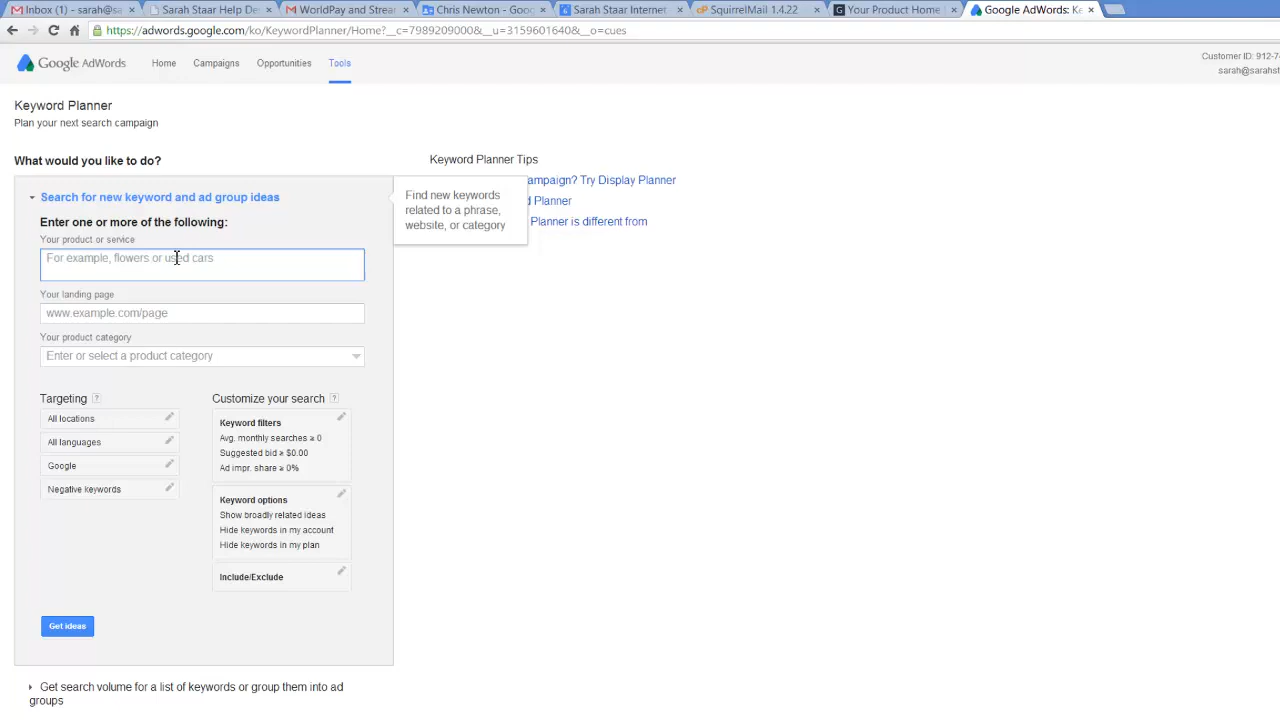 Inbox (1) - sarah@sa
Sarah Staar Help De
WorldPay and Stream
Chris Newton - Goog
Sarah Staar Internet
SquirrelMail 1.4.22
Your Product Home
Google AdWords: Ke
https://adwords.google.com/ko/KeywordPlanner/Home?__c=7989209000&__u=3159601640&__o=cues
Google AdWords
Home
Campaigns
Opportunities
Tools
Customer ID: 912-7
sarah@sarahst
Keyword Planner
Plan your next search campaign
What would you like to do?
Keyword Planner Tips
ampaign? Try Display Planner
d Planner
Planner is different from
Find new keywords
related to a phrase,
website, or category
Search for new keyword and ad group ideas
Enter one or more of the following:
Your product or service
For example, flowers or used cars
Your landing page
www.example.com/page
Your product category
Enter or select a product category
Targeting ?
All locations
All languages
Google
Negative keywords
Customize your search ?
Keyword filters
Avg. monthly searches ≥ 0
Suggested bid ≥ $0.00
Ad impr. share ≥ 0%
Keyword options
Show broadly related ideas
Hide keywords in my account
Hide keywords in my plan
Include/Exclude
Get ideas
Get search volume for a list of keywords or group them into ad
groups